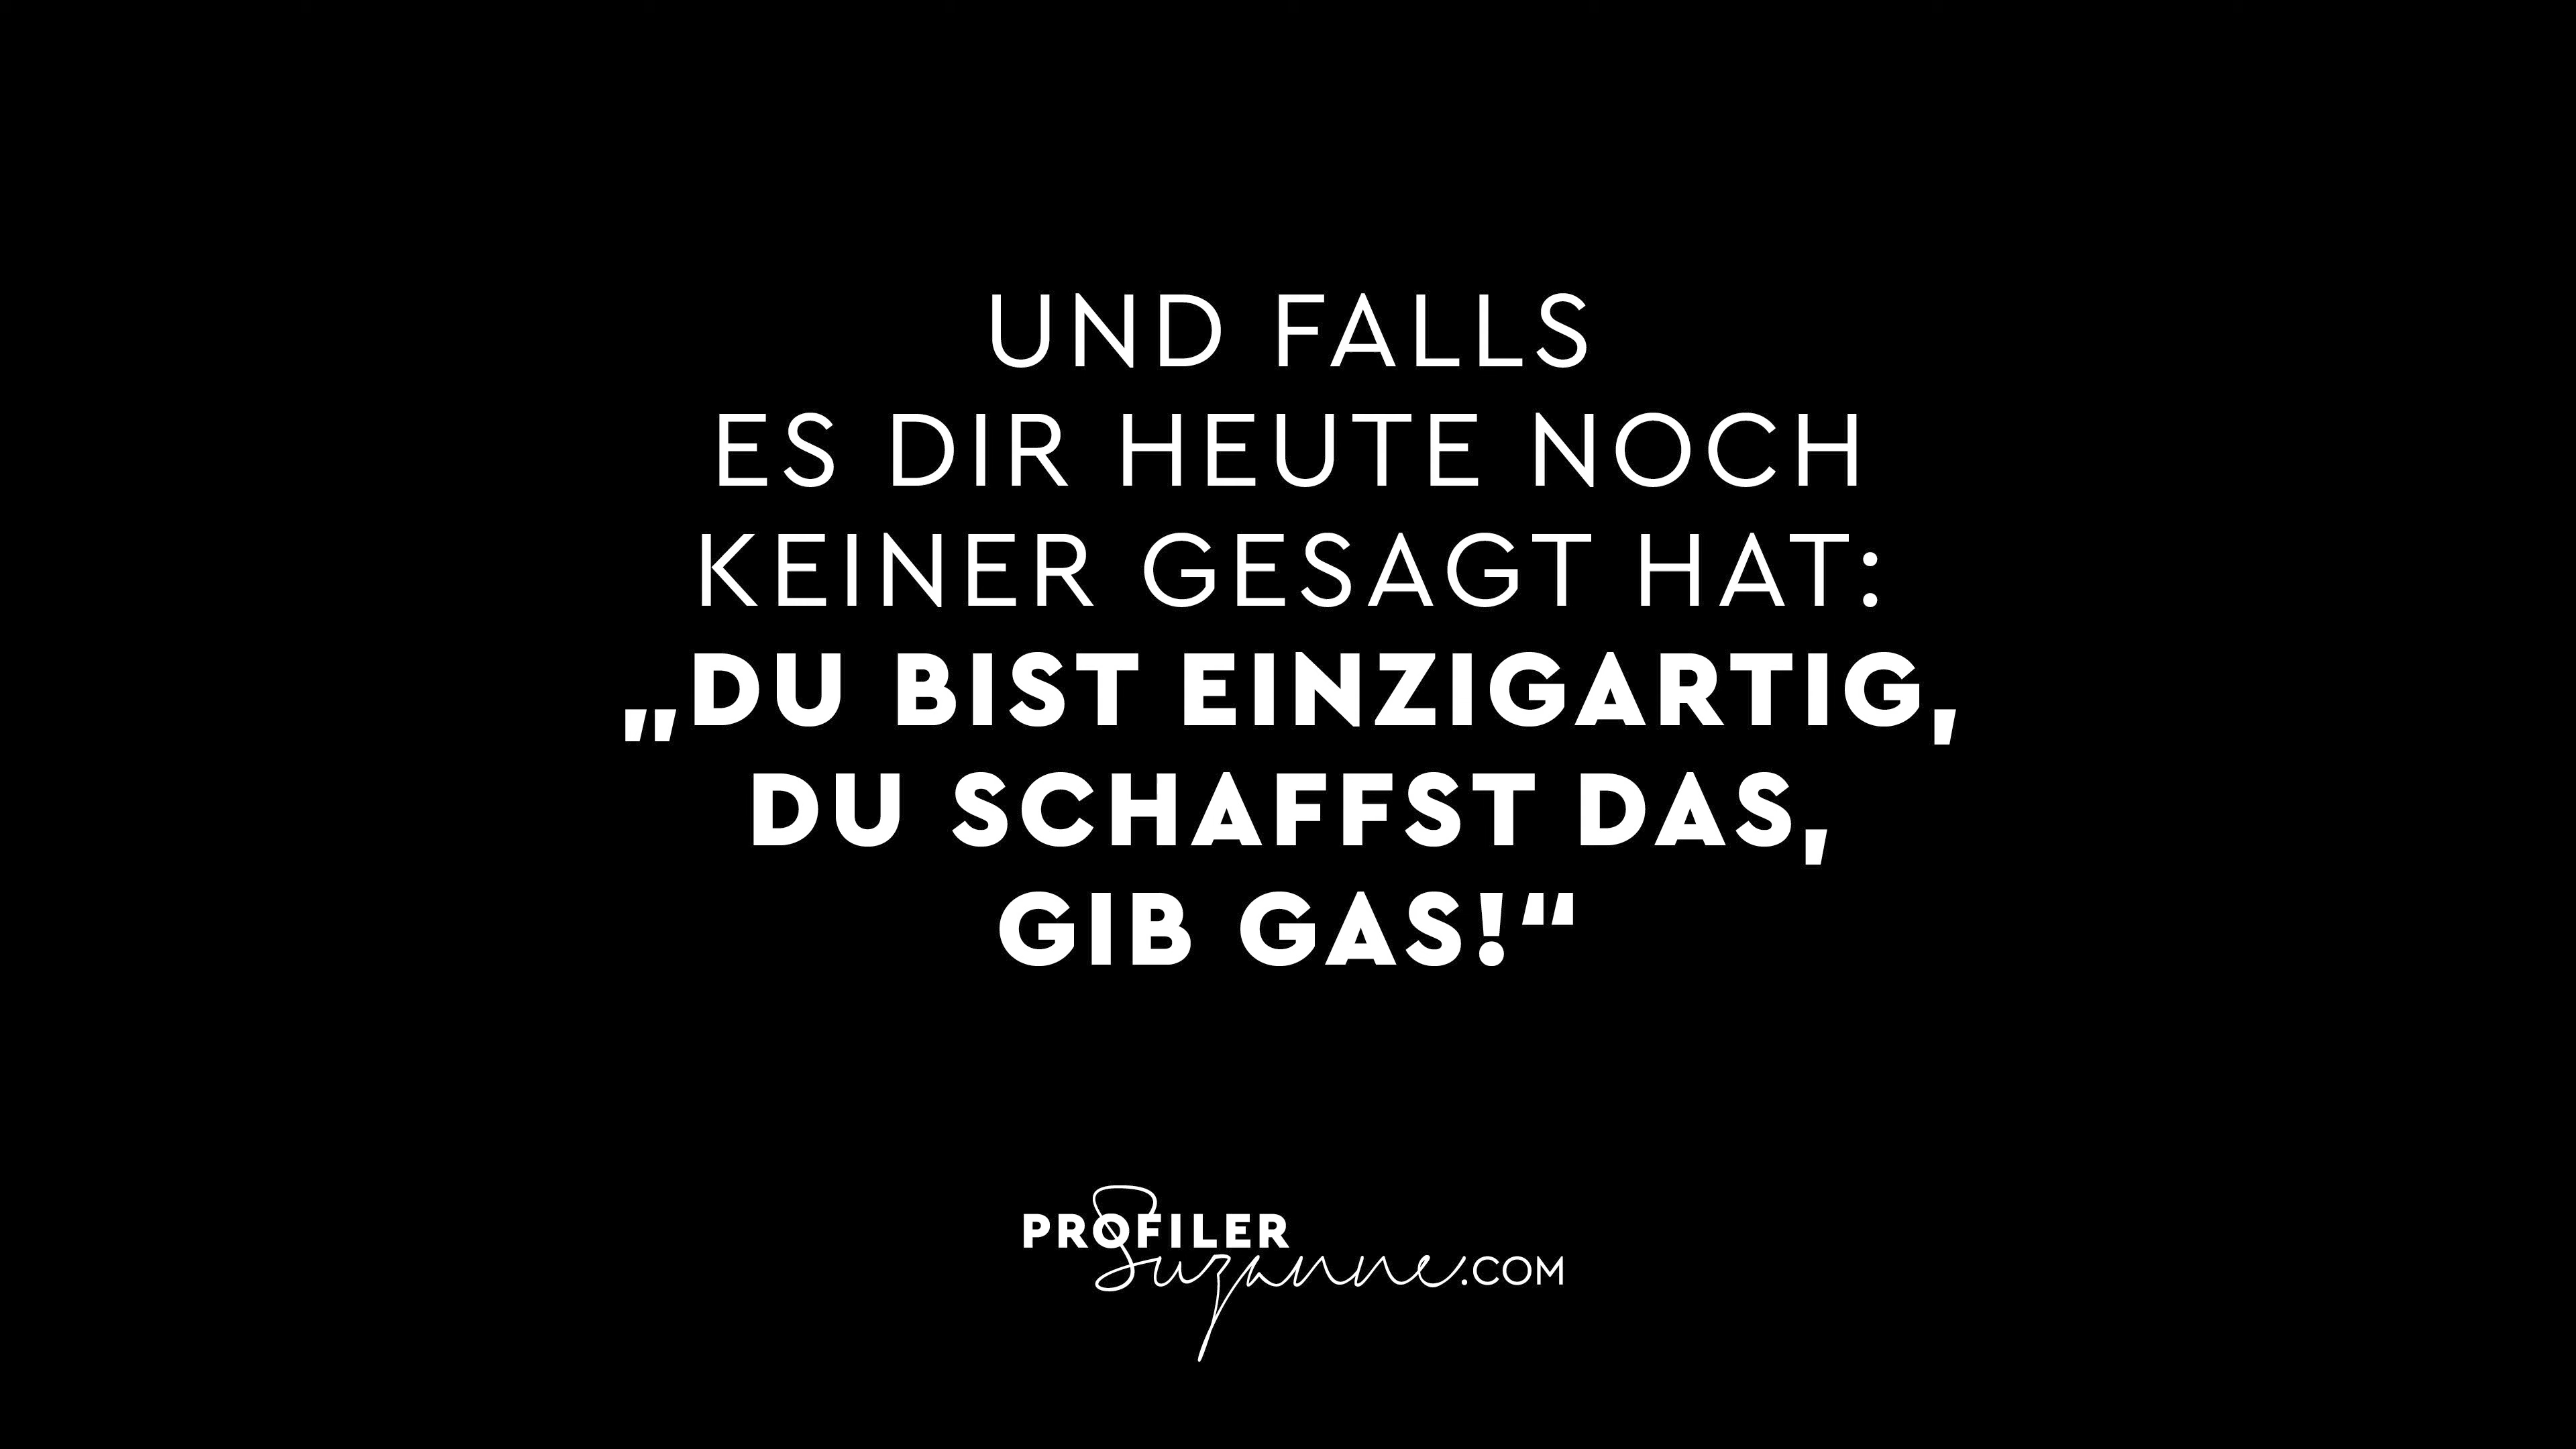 UND FALLS
ES DIR HEUTE NOCH
KEINER GESAGT HAT:
„DU BIST EINZIGARTIG,
DU SCHAFFST DAS,
GIB GAS!“
PROFILER
Suzanne.COM